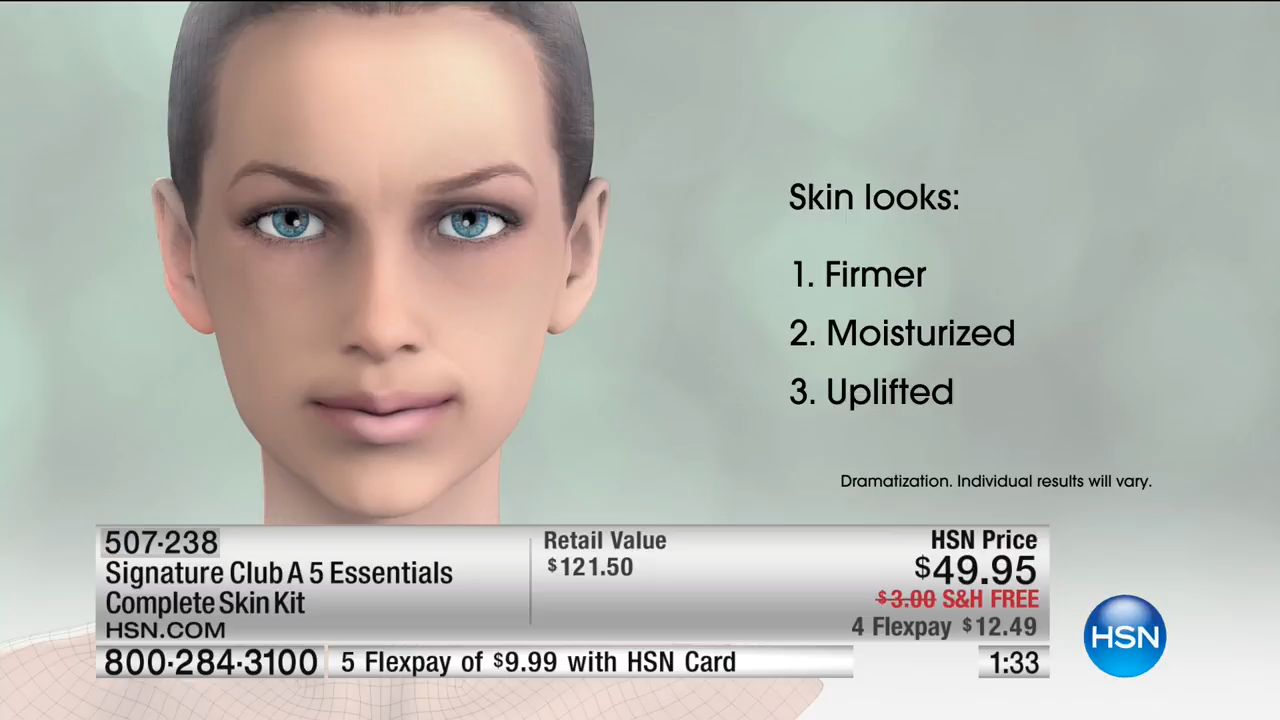 Skin looks:
1. Firmer
2. Moisturized
3. Uplifted
Dramatization. Individual results will vary.
507·238
Signature Club A 5 Essentials
Complete Skin Kit
HSN.COM
Retail Value
$121.50
HSN Price
$49.95
$3.00 S&H FREE
4 Flexpay $12.49
800·284·3100
5 Flexpay of $9.99 with HSN Card
1:33
HSN